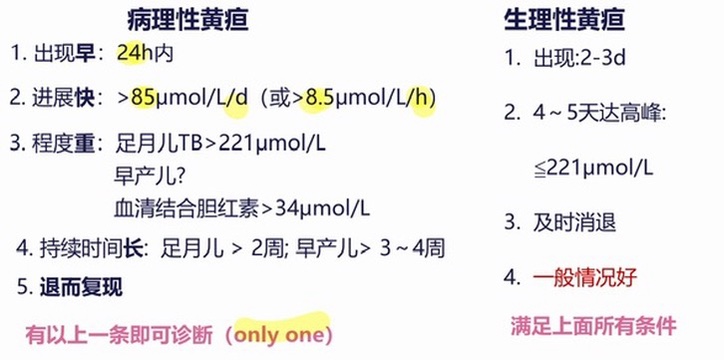 病理性黄疸
1. 出现早：24h内
2. 进展快：>85μmol/L/d（或>8.5μmol/L/h）
3. 程度重：足月儿TB>221μmol/L
早产儿?
血清结合胆红素>34μmol/L
4. 持续时间长: 足月儿 > 2周; 早产儿> 3～4周
5. 退而复现
有以上一条即可诊断（only one）
生理性黄疸
1. 出现:2-3d
2. 4～5天达高峰:
≦221μmol/L
3. 及时消退
4. 一般情况好
满足上面所有条件